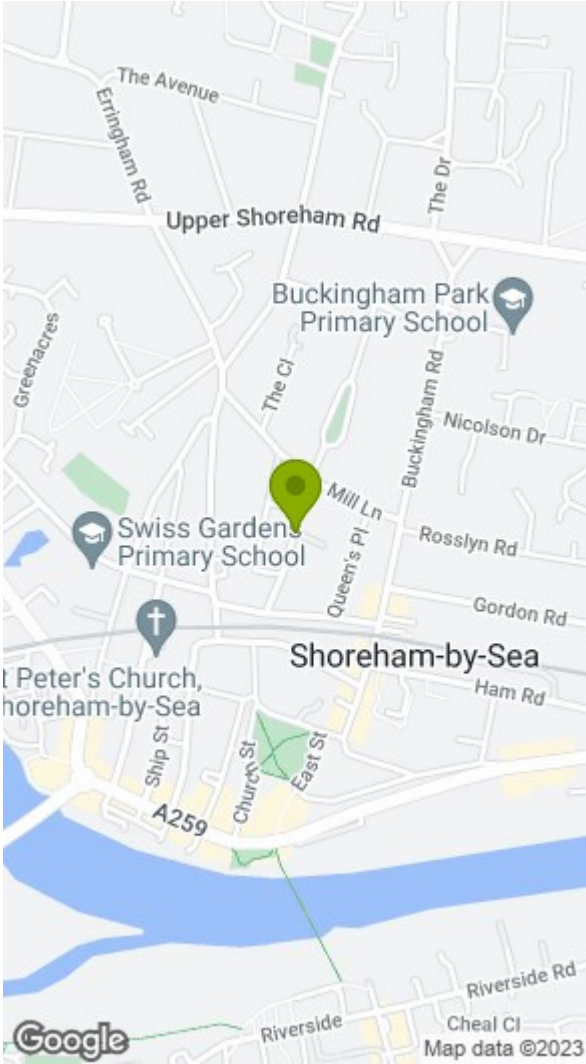 The Avenue
Erringham Rd
The Dr
Upper Shoreham Rd
Buckingham Park
Primary School
Greenacres
The Cl
Buckingham Rd
Nicolson Dr
Mill Ln
Swiss Gardens
Primary School
Rosslyn Rd
Queen's Pl
Gordon Rd
Shoreham-by-Sea
t Peter's Church,
horeham-by-Sea
Ham Rd
Ship St
Church St
East St
A259
Riverside Rd
Riverside
Cheal Cl
Google
Map data ©2023